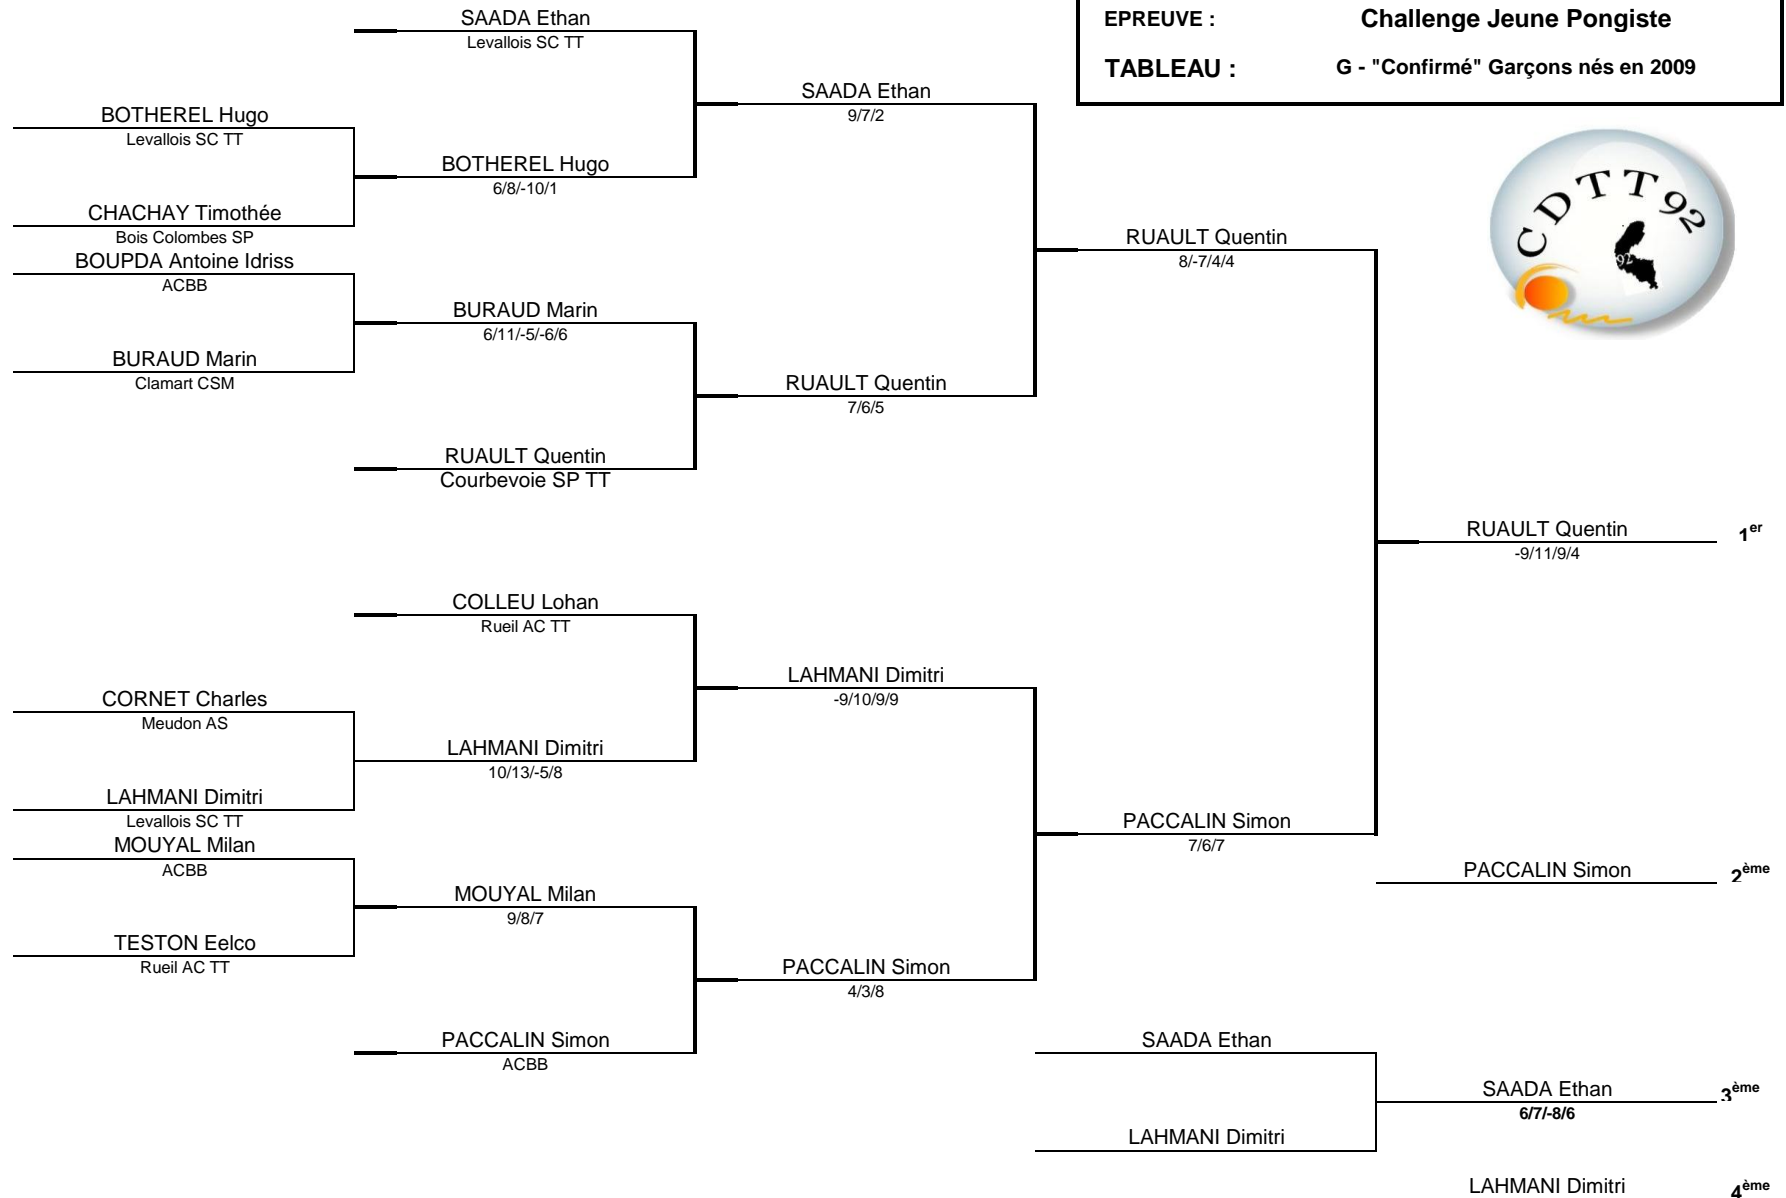 EPREUVE : Challenge Jeune Pongiste
TABLEAU : G - "Confirmé" Garçons nés en 2009
CDTT92
92
SAADA Ethan
Levallois SC TT
SAADA Ethan
9/7/2
BOTHEREL Hugo
Levallois SC TT
BOTHEREL Hugo
6/8/-10/1
CHACHAY Timothée
Bois Colombes SP
RUAULT Quentin
8/-7/4/4
BOUPDA Antoine Idriss
ACBB
BURAUD Marin
6/11/-5/-6/6
BURAUD Marin
Clamart CSM
RUAULT Quentin
7/6/5
RUAULT Quentin
Courbevoie SP TT
RUAULT Quentin 1er
-9/11/9/4
COLLEU Lohan
Rueil AC TT
LAHMANI Dimitri
-9/10/9/9
CORNET Charles
Meudon AS
LAHMANI Dimitri
10/13/-5/8
LAHMANI Dimitri
Levallois SC TT
PACCALIN Simon
7/6/7
MOUYAL Milan
ACBB
PACCALIN Simon 2ème
MOUYAL Milan
9/8/7
TESTON Eelco
Rueil AC TT
PACCALIN Simon
4/3/8
PACCALIN Simon
ACBB
SAADA Ethan
SAADA Ethan 3ème
6/7/-8/6
LAHMANI Dimitri
LAHMANI Dimitri 4ème